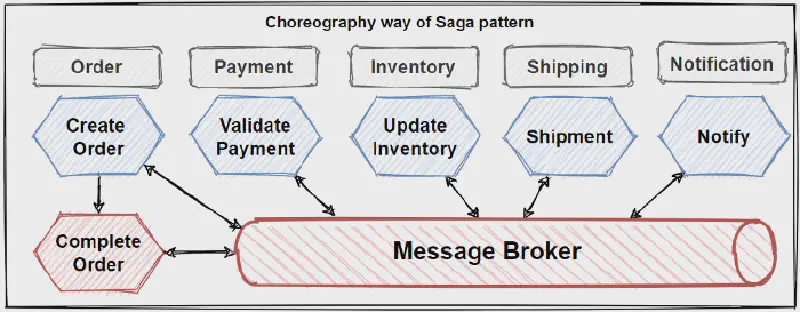 Choreography way of Saga pattern
Order
Payment
Inventory
Shipping
Notification
Create
Order
Validate
Payment
Update
Inventory
Shipment
Notify
Complete
Order
Message Broker